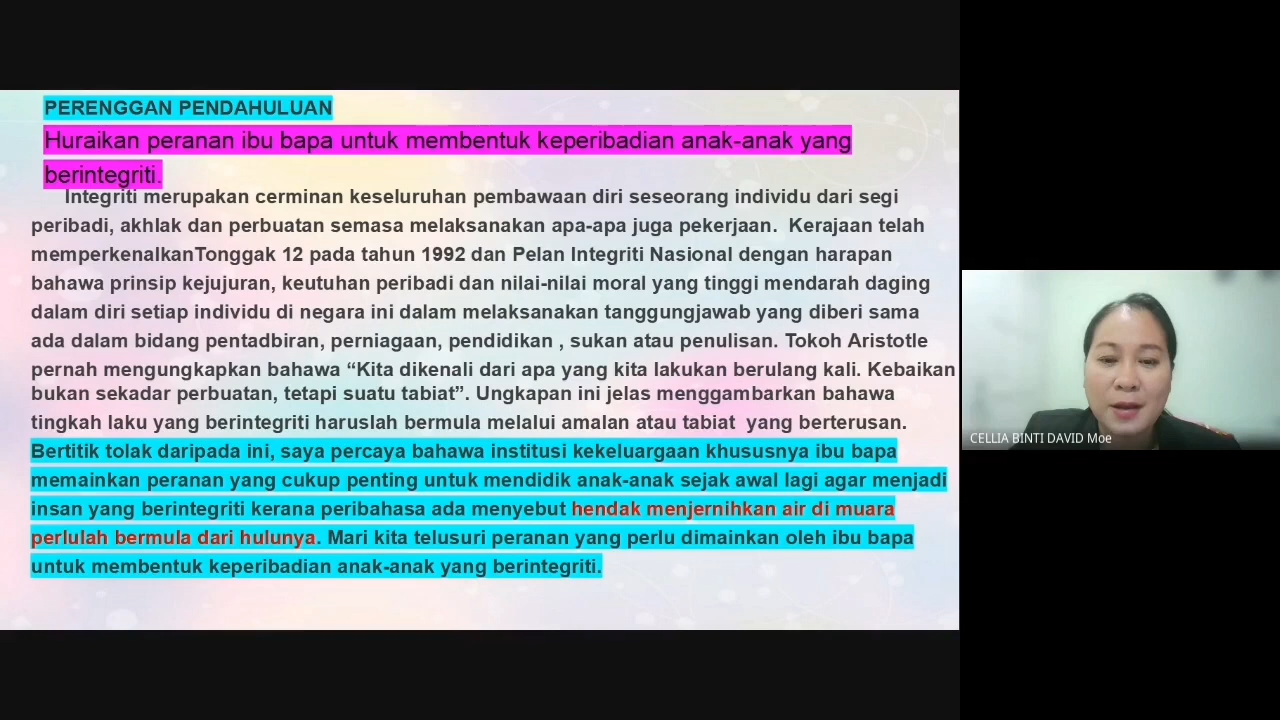 PERENGGAN PENDAHULUAN
Huraikan peranan ibu bapa untuk membentuk keperibadian anak-anak yang
berintegriti.
Integriti merupakan cerminan keseluruhan pembawaan diri seseorang individu dari segi
peribadi, akhlak dan perbuatan semasa melaksanakan apa-apa juga pekerjaan.  Kerajaan telah
memperkenalkanTonggak 12 pada tahun 1992 dan Pelan Integriti Nasional dengan harapan
bahawa prinsip kejujuran, keutuhan peribadi dan nilai-nilai moral yang tinggi mendarah daging
dalam diri setiap individu di negara ini dalam melaksanakan tanggungjawab yang diberi sama
ada dalam bidang pentadbiran, perniagaan, pendidikan , sukan atau penulisan. Tokoh Aristotle
pernah mengungkapkan bahawa “Kita dikenali dari apa yang kita lakukan berulang kali. Kebaikan
bukan sekadar perbuatan, tetapi suatu tabiat”. Ungkapan ini jelas menggambarkan bahawa
tingkah laku yang berintegriti haruslah bermula melalui amalan atau tabiat  yang berterusan.
Bertitik tolak daripada ini, saya percaya bahawa institusi kekeluargaan khususnya ibu bapa
memainkan peranan yang cukup penting untuk mendidik anak-anak sejak awal lagi agar menjadi
insan yang berintegriti kerana peribahasa ada menyebut hendak menjernihkan air di muara
perlulah bermula dari hulunya. Mari kita telusuri peranan yang perlu dimainkan oleh ibu bapa
untuk membentuk keperibadian anak-anak yang berintegriti.
CELLIA BINTI DAVID Moe